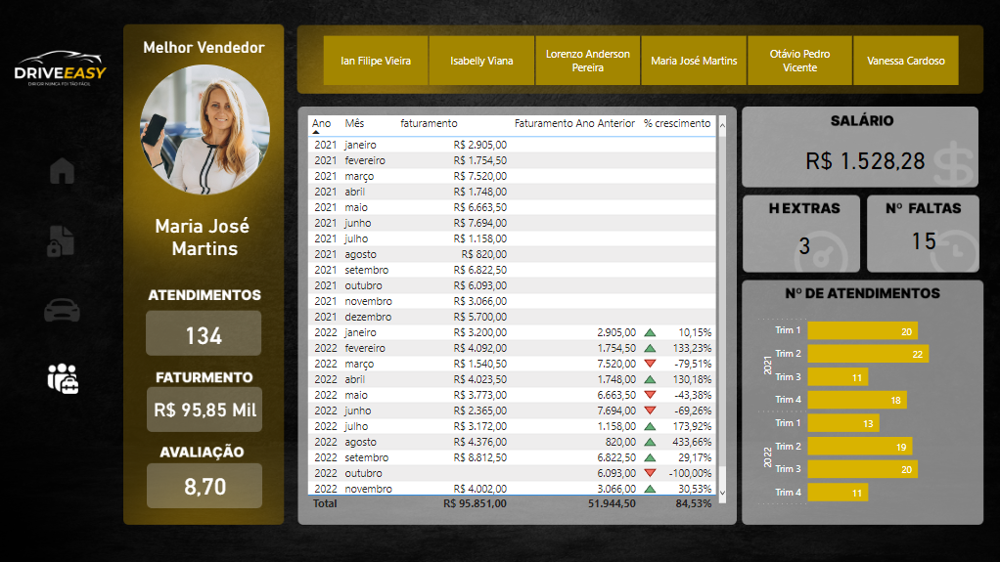 DRIVEEASY
DIRIGIR NUNCA FOI TÃO FÁCIL
Melhor Vendedor
Maria José
Martins
ATENDIMENTOS
134
FATURMENTO
R$ 95,85 Mil
AVALIAÇÃO
8,70
Ian Filipe Vieira
Isabelly Viana
Lorenzo Anderson
Pereira
Maria José Martins
Otávio Pedro
Vicente
Vanessa Cardoso
Ano Mês faturamento Faturamento Ano Anterior % crescimento
2021 janeiro R$ 2.905,00
2021 fevereiro R$ 1.754,50
2021 março R$ 7.520,00
2021 abril R$ 1.748,00
2021 maio R$ 6.663,50
2021 junho R$ 7.694,00
2021 julho R$ 1.158,00
2021 agosto R$ 820,00
2021 setembro R$ 6.822,50
2021 outubro R$ 6.093,00
2021 novembro R$ 3.066,00
2021 dezembro R$ 5.700,00
2022 janeiro R$ 3.200,00 2.905,00 10,15%
2022 fevereiro R$ 4.092,00 1.754,50 133,23%
2022 março R$ 1.540,50 7.520,00 -79,51%
2022 abril R$ 4.023,50 1.748,00 130,18%
2022 maio R$ 3.773,00 6.663,50 -43,38%
2022 junho R$ 2.365,00 7.694,00 -69,26%
2022 julho R$ 3.172,00 1.158,00 173,92%
2022 agosto R$ 4.376,00 820,00 433,66%
2022 setembro R$ 8.812,50 6.822,50 29,17%
2022 outubro 6.093,00 -100,00%
2022 novembro R$ 4.002,00 3.066,00 30,53%
Total R$ 95.851,00 51.944,50 84,53%
SALÁRIO
R$ 1.528,28
H EXTRAS
3
Nº FALTAS
15
Nº DE ATENDIMENTOS
2021
Trim 1 20
Trim 2 22
Trim 3 11
Trim 4 18
2022
Trim 1 13
Trim 2 19
Trim 3 20
Trim 4 11